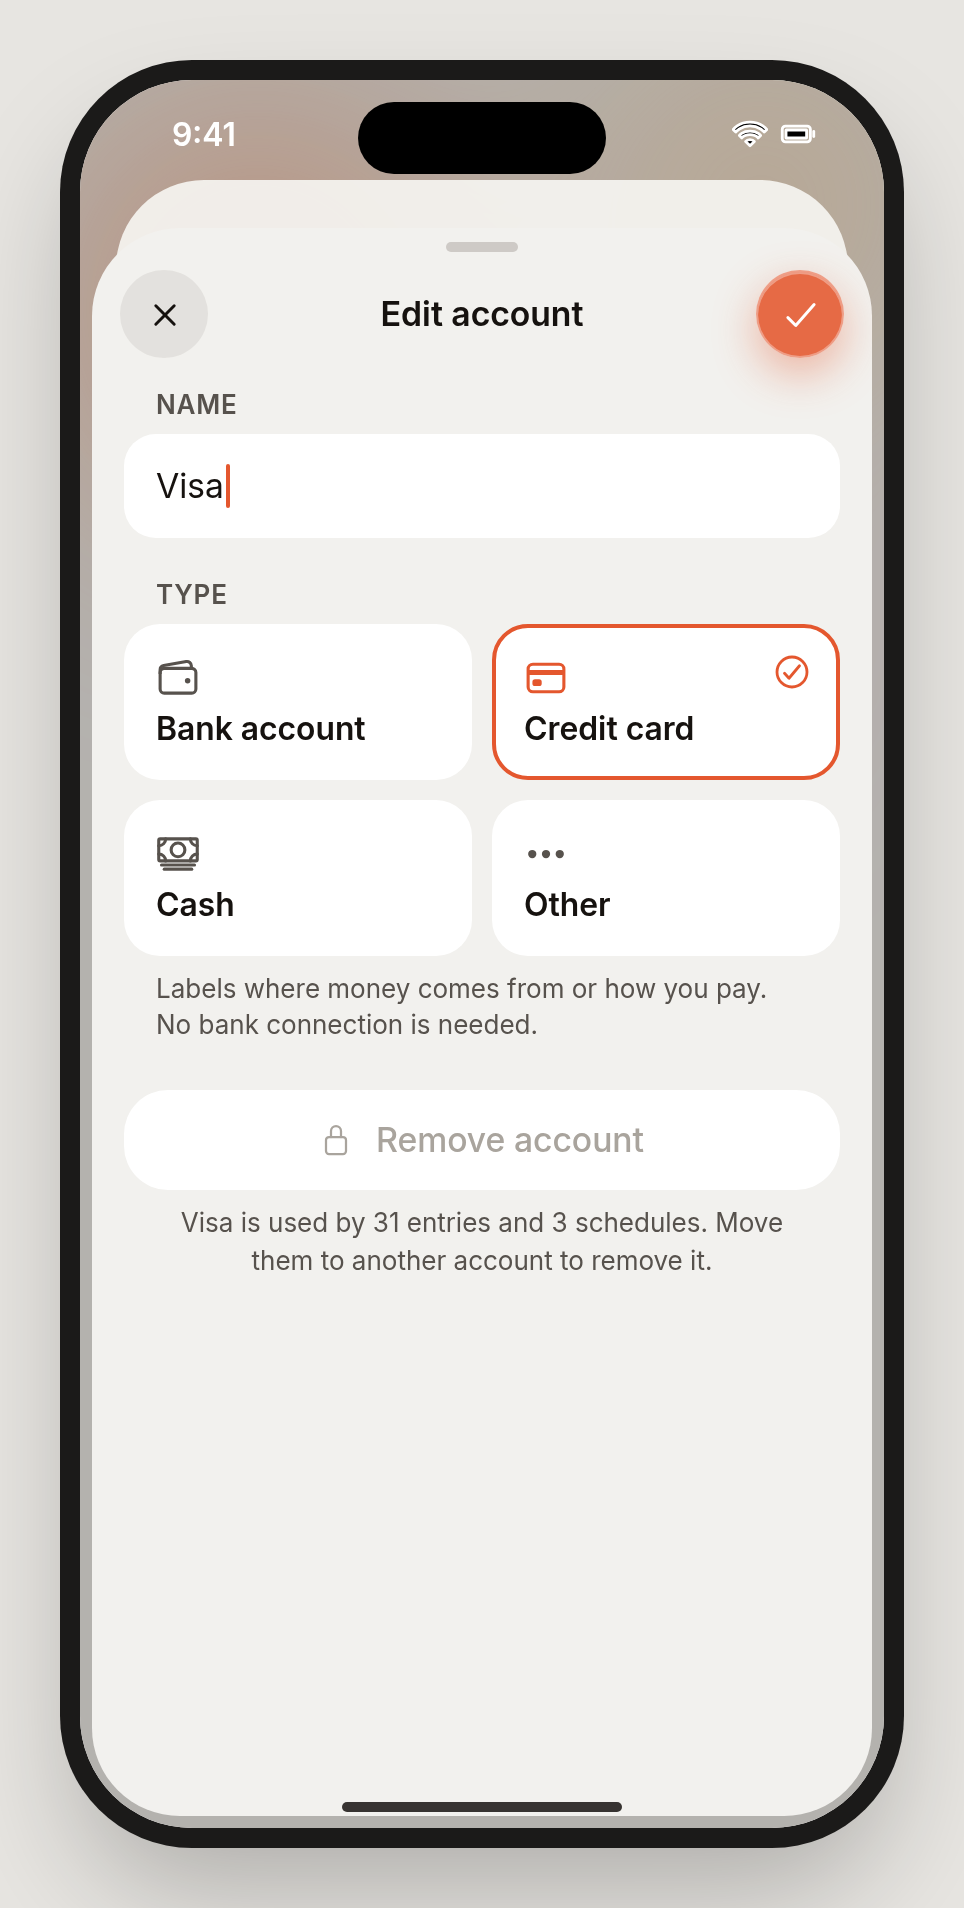 9:41
Edit account
NAME
Visa
TYPE
Bank account
Credit card
Cash
Other
Labels where money comes from or how you pay.
No bank connection is needed.
Remove account
Visa is used by 31 entries and 3 schedules. Move
them to another account to remove it.